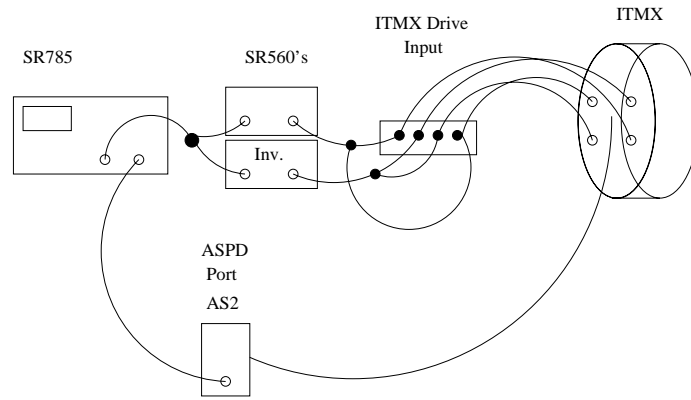 SR785
SR560's
ITMX Drive
Input
ITMX
Inv.
ASPD
Port
AS2